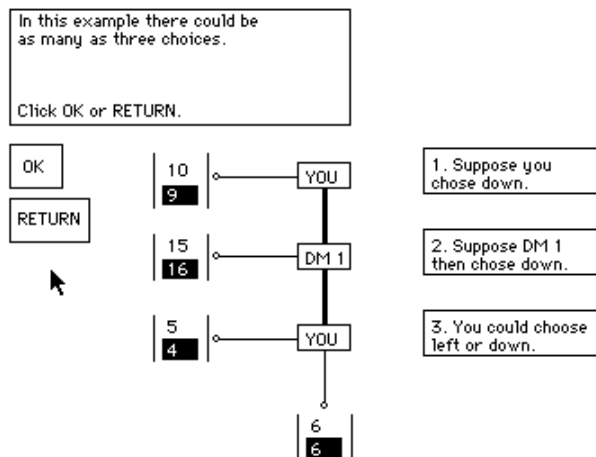 In this example there could be
as many as three choices.
Click OK or RETURN.
OK
RETURN
10
9
YOU
1. Suppose you
chose down.
15
16
DM 1
2. Suppose DM 1
then chose down.
5
4
YOU
3. You could choose
left or down.
6
6